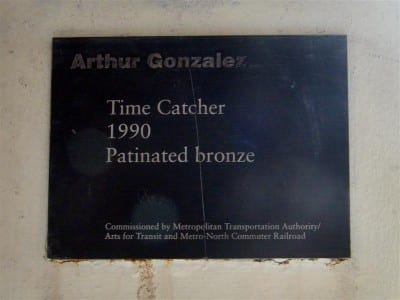 Arthur Gonzalez
Time Catcher
1990
Patinated bronze
Commissioned by Metropolitan Transportation Authority/
Arts for Transit and Metro-North Commuter Railroad